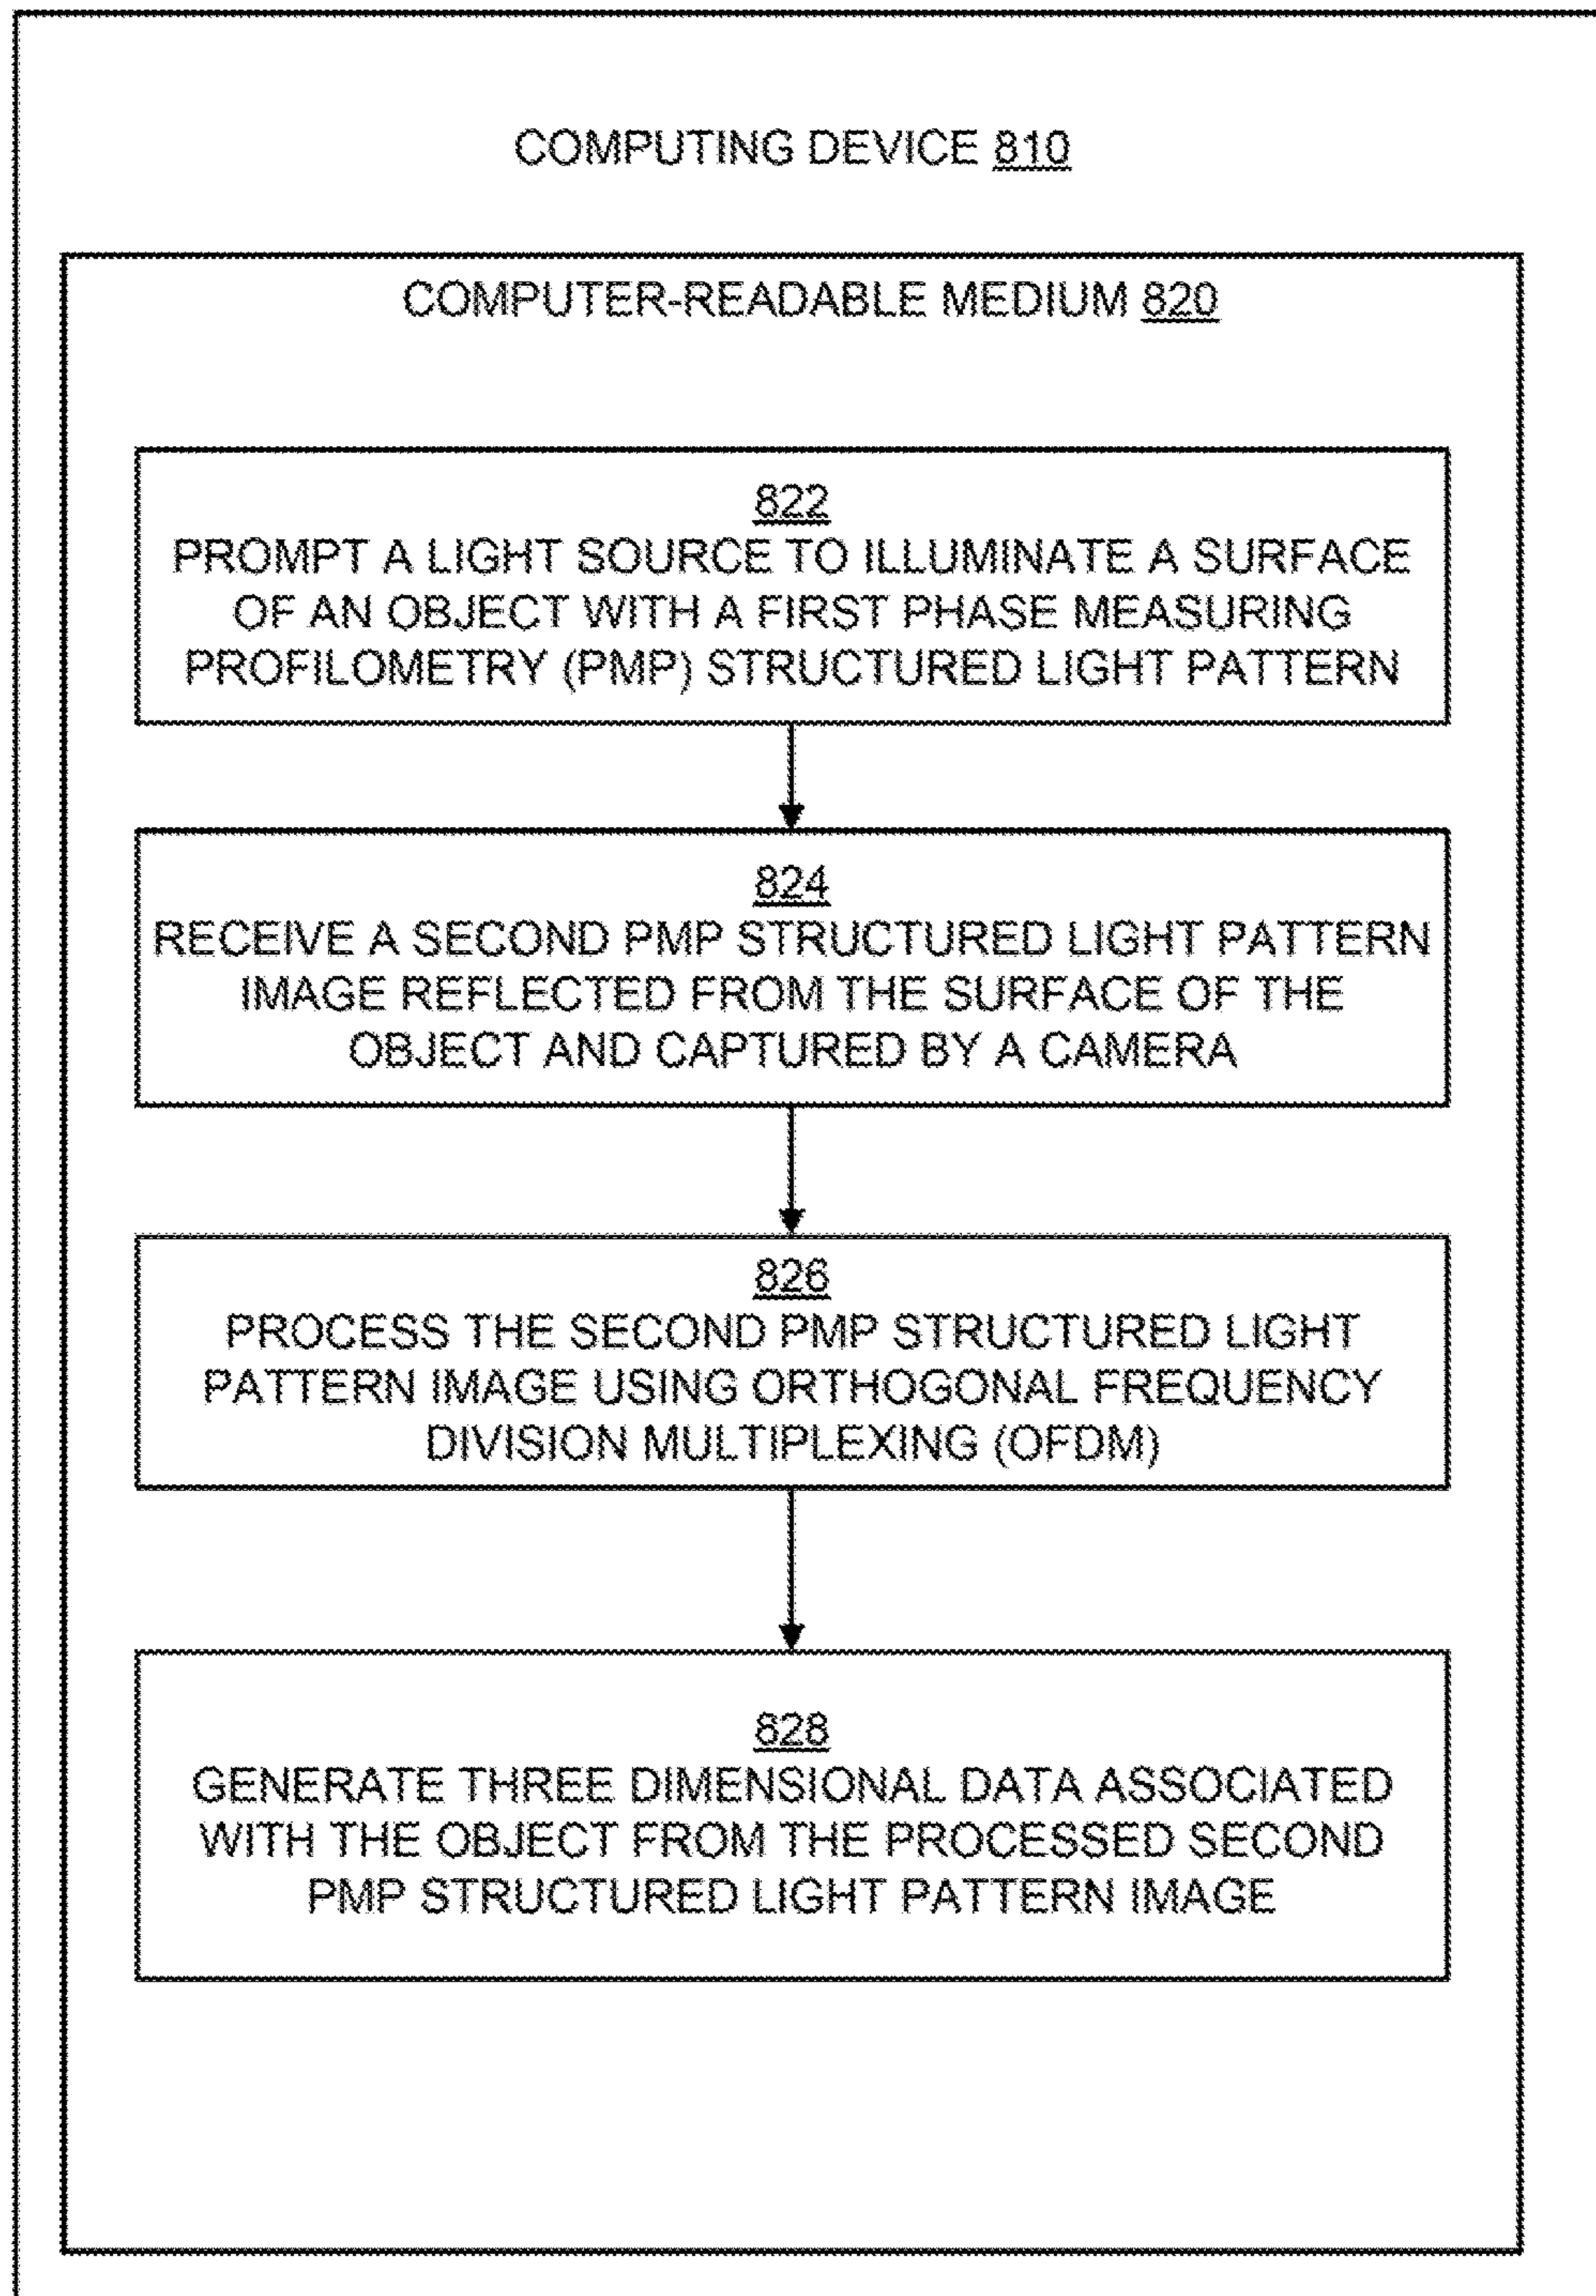 COMPUTING DEVICE 810
COMPUTER-READABLE MEDIUM 820
822
PROMPT A LIGHT SOURCE TO ILLUMINATE A SURFACE
OF AN OBJECT WITH A FIRST PHASE MEASURING
PROFILOMETRY (PMP) STRUCTURED LIGHT PATTERN
824
RECEIVE A SECOND PMP STRUCTURED LIGHT PATTERN
IMAGE REFLECTED FROM THE SURFACE OF THE
OBJECT AND CAPTURED BY A CAMERA
826
PROCESS THE SECOND PMP STRUCTURED LIGHT
PATTERN IMAGE USING ORTHOGONAL FREQUENCY
DIVISION MULTIPLEXING (OFDM)
828
GENERATE THREE DIMENSIONAL DATA ASSOCIATED
WITH THE OBJECT FROM THE PROCESSED SECOND
PMP STRUCTURED LIGHT PATTERN IMAGE